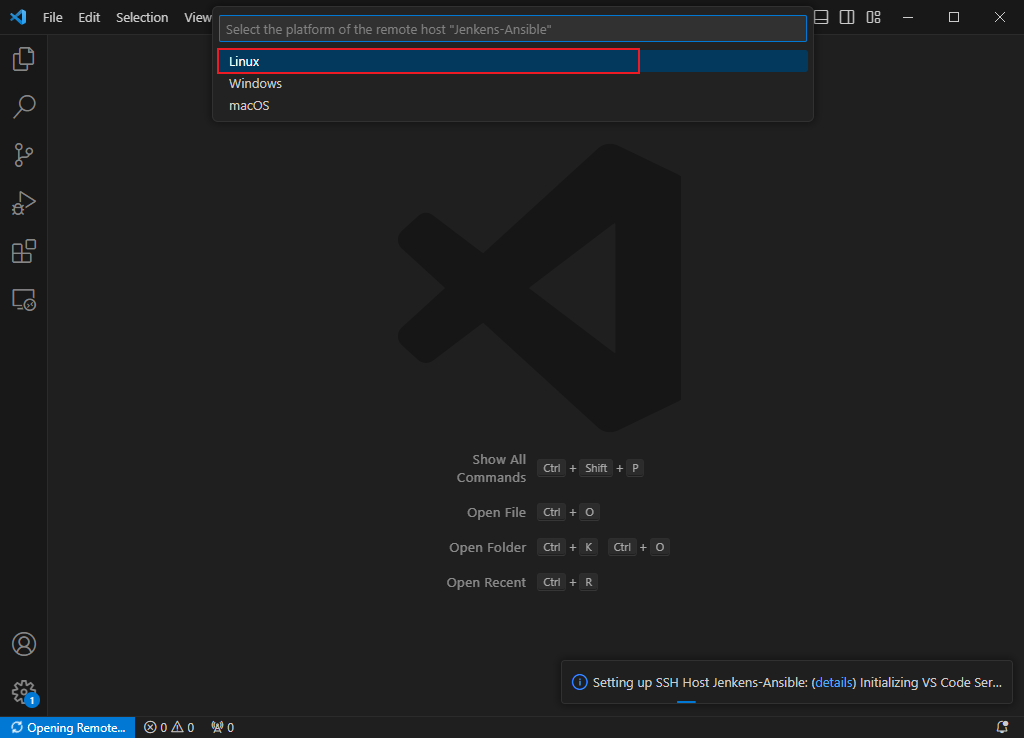 File Edit Selection View
Select the platform of the remote host "Jenkens-Ansible"
Linux
Windows
macOS
Show All
Commands
Ctrl + Shift + P
Open File Ctrl + O
Open Folder Ctrl + K Ctrl + O
Open Recent Ctrl + R
Setting up SSH Host Jenkens-Ansible: (details) Initializing VS Code Ser...
1
Opening Remote... 0 0 0